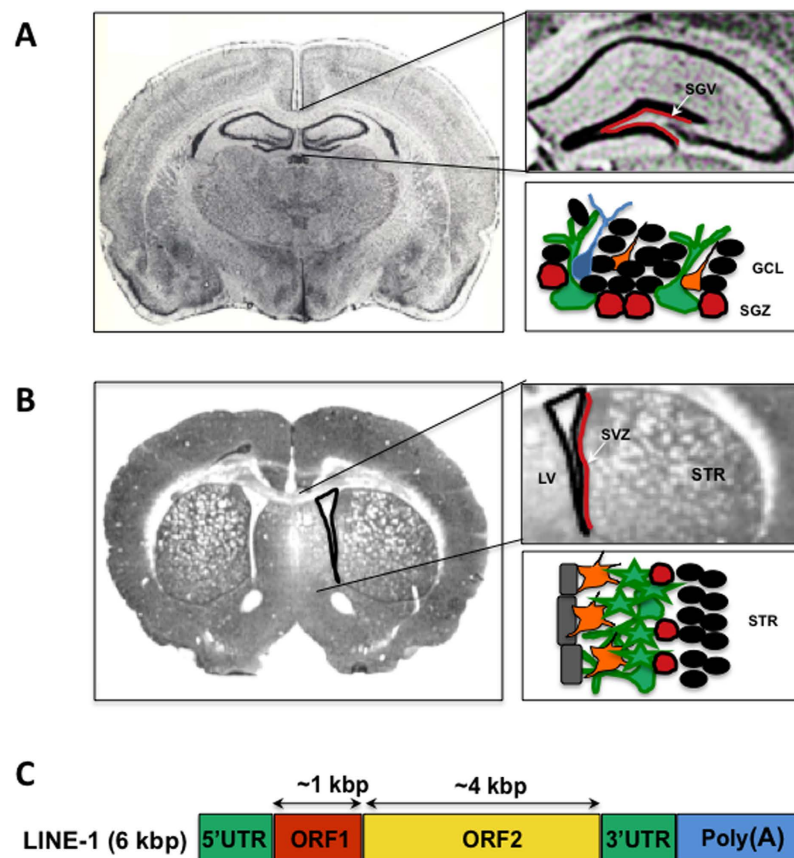 A
SGV
GCL
SGZ
B
SVZ
LV
STR
STR
C
~1 kbp
~4 kbp
LINE-1 (6 kbp)
5'UTR
ORF1
ORF2
3'UTR
Poly(A)